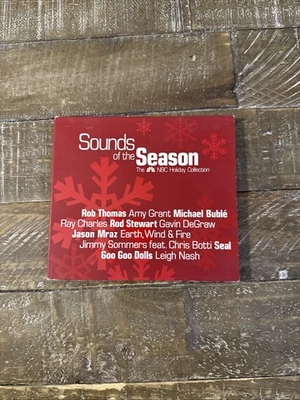 Sounds
of the Season
The NBC Holiday Collection
Rob Thomas Amy Grant Michael Bublé
Ray Charles Rod Stewart Gavin DeGraw
Jason Mraz Earth, Wind & Fire
Jimmy Sommers feat. Chris Botti Seal
Goo Goo Dolls Leigh Nash